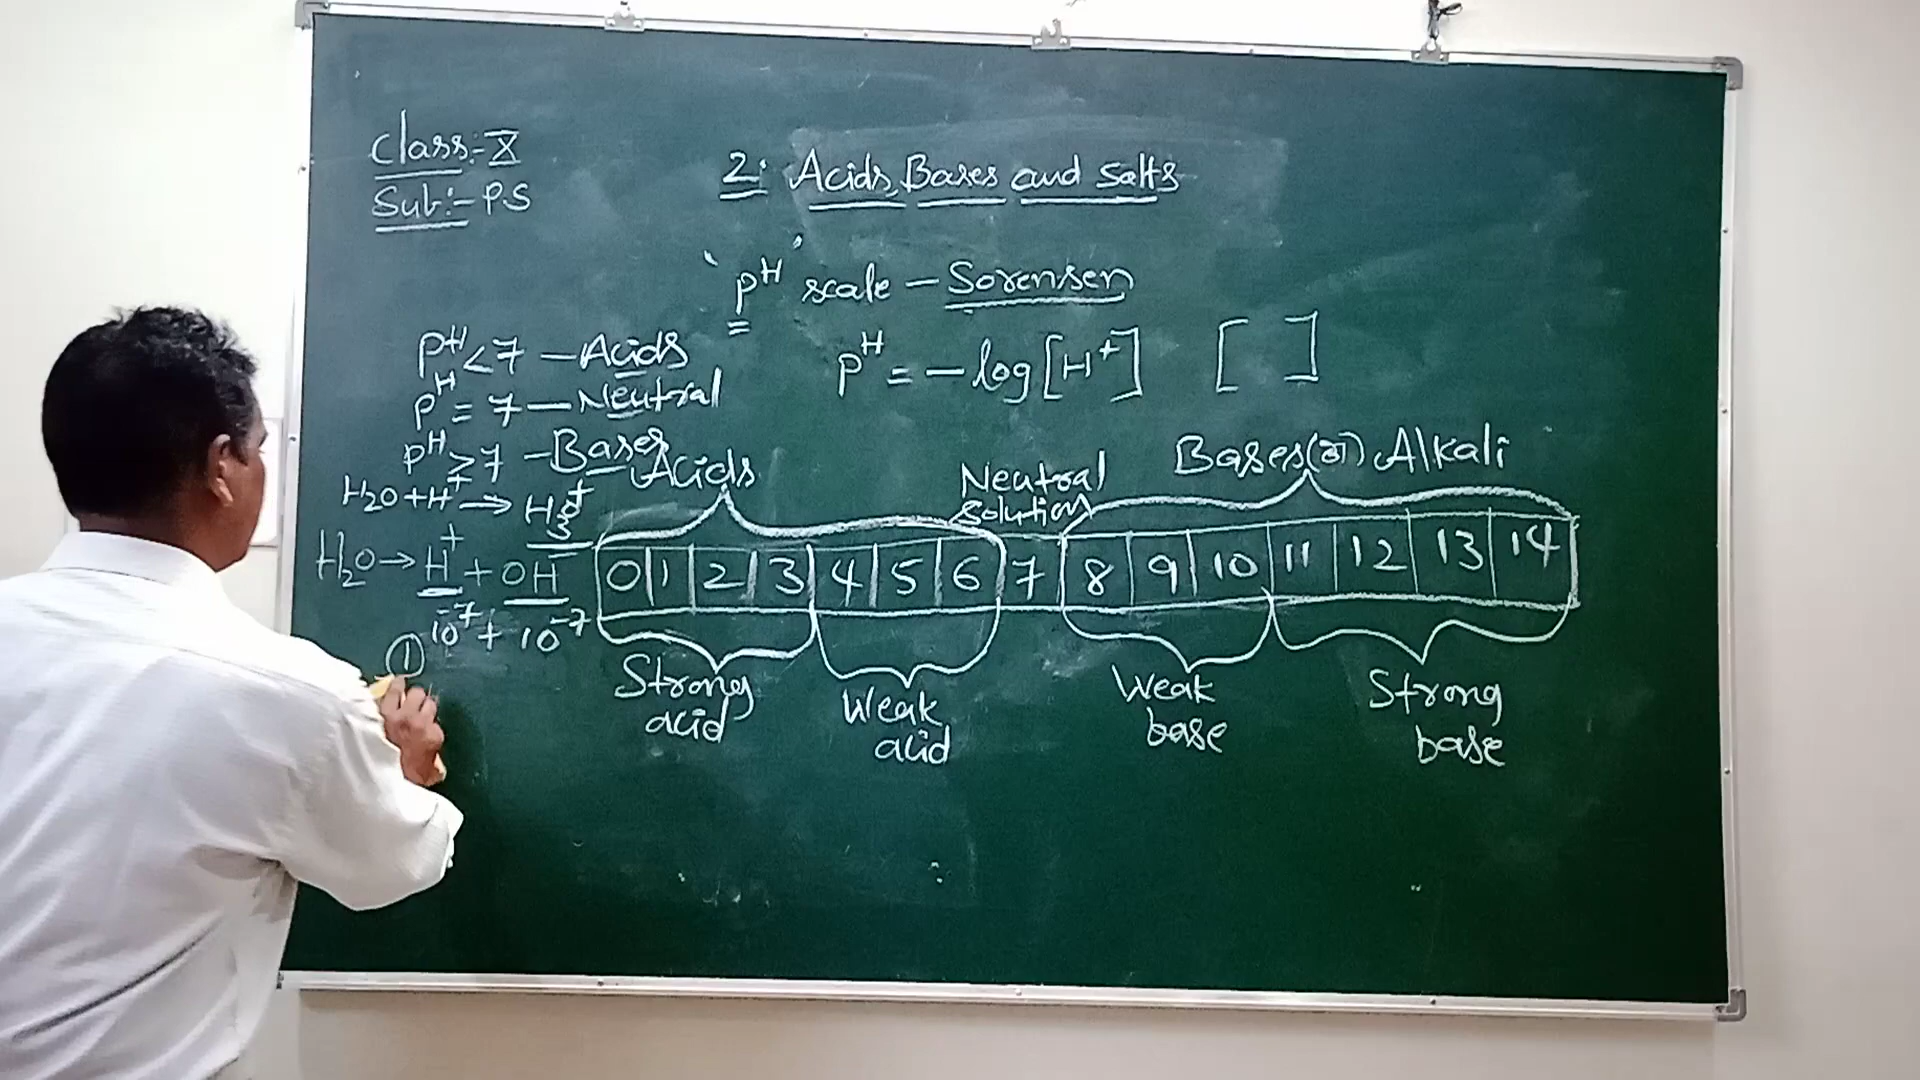 Class:- X
Sub:- P.S
2. Acids, Bases and Salts
'pᴴ' scale - Sorensen
pᴴ = -log[H⁺] [ ]
pᴴ < 7 - Acids
pᴴ = 7 - Neutral
pᴴ > 7 - Bases
H₂O + H⁺ → H₃O⁺
H₂O → H⁺ + OH⁻
10⁻⁷ + 10⁻⁷
①
Acids
Neutral solution
Bases (or) Alkali
0 1 2 3 4 5 6 7 8 9 10 11 12 13 14
Strong acid
Weak acid
Weak base
Strong base